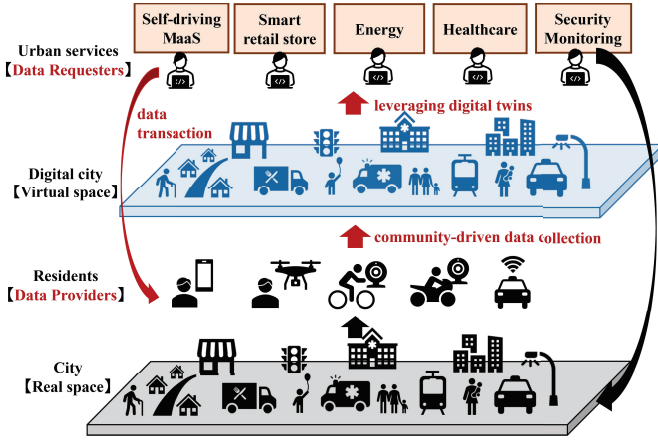 Self-driving
MaaS
Smart
retail store
Energy
Healthcare
Security
Monitoring
Urban services
【Data Requesters】
data
transaction
leveraging digital twins
Digital city
【Virtual space】
community-driven data collection
Residents
【Data Providers】
City
【Real space】